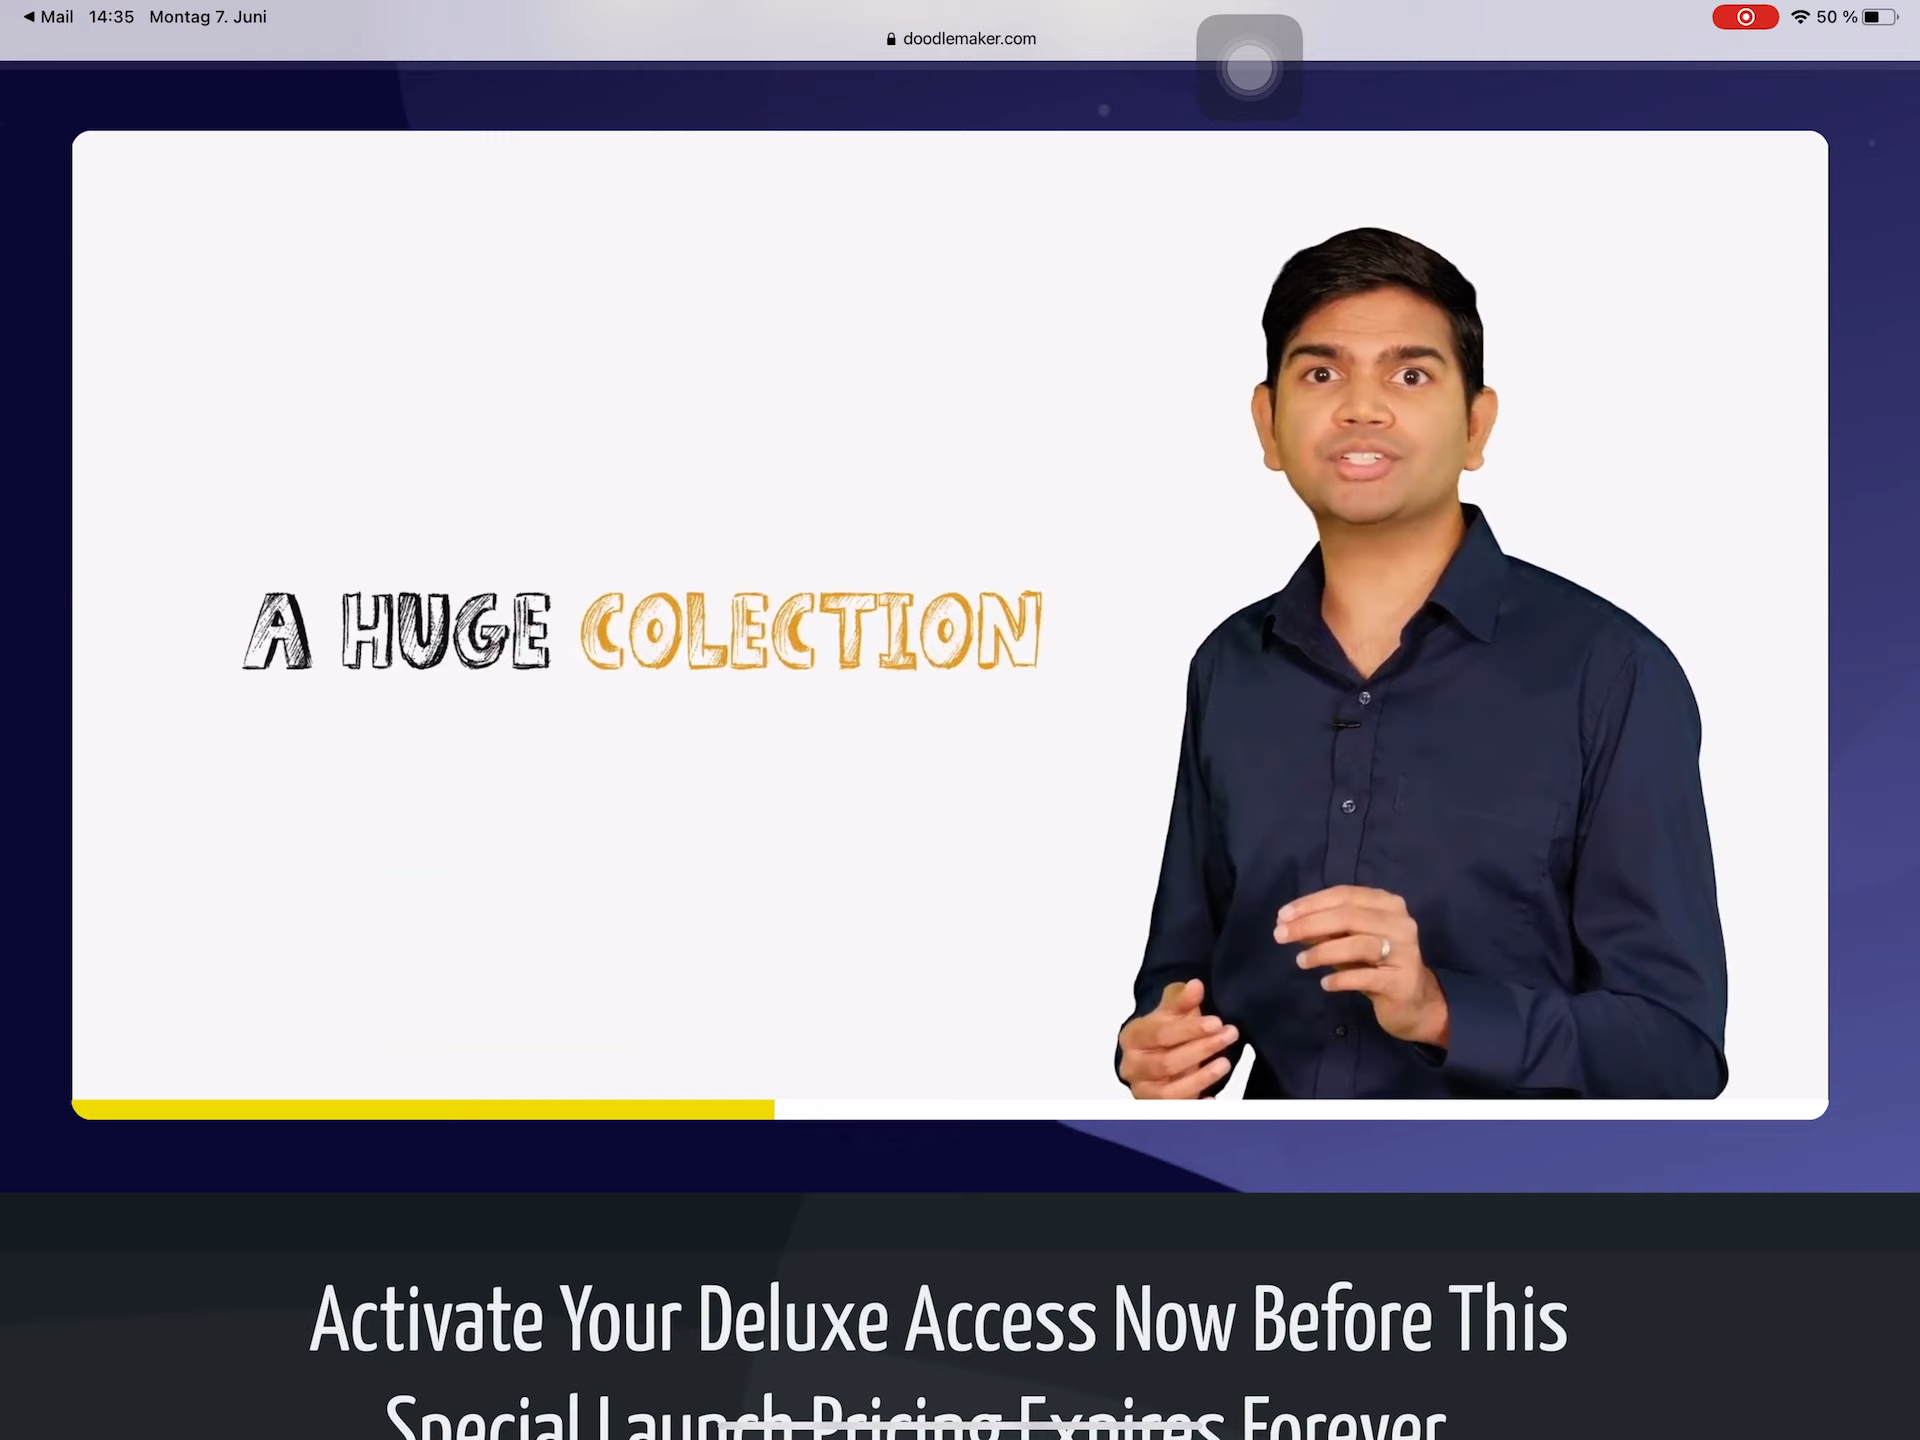 Mail 14:35 Montag 7. Juni
50 %
doodlemaker.com
A HUGE COLECTION
Activate Your Deluxe Access Now Before This
Special Launch Pricing Expires Forever